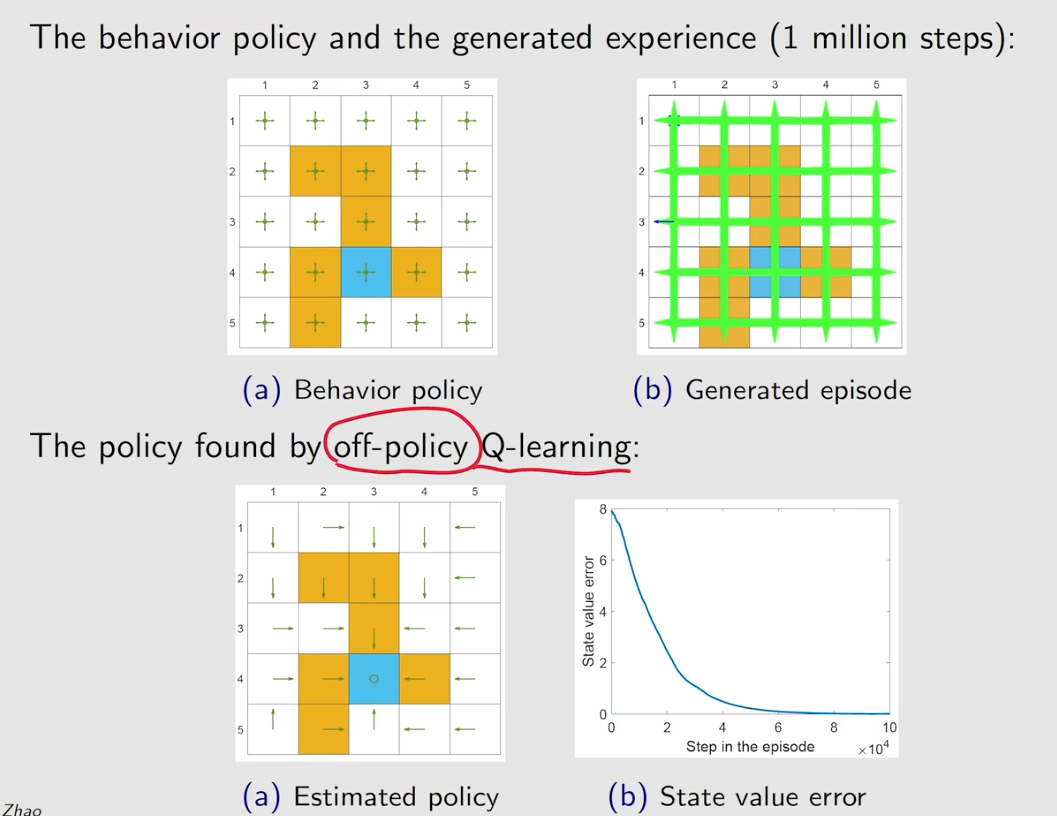 The behavior policy and the generated experience (1 million steps):
1 2 3 4 5
1
2
3
4
5
(a) Behavior policy
1 2 3 4 5
1
2
3
4
5
(b) Generated episode
The policy found by off-policy Q-learning:
1 2 3 4 5
1
2
3
4
5
(a) Estimated policy
State value error
8
6
4
2
0
0 2 4 6 8 10
Step in the episode ×10⁴
(b) State value error
Zhao